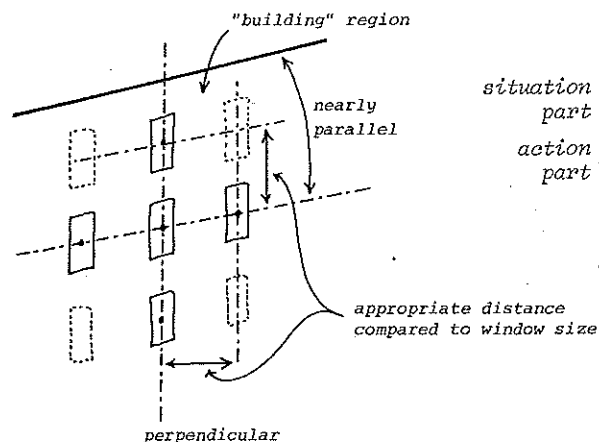 "building" region
nearly
parallel
situation
part
action
part
appropriate distance
compared to window size
perpendicular